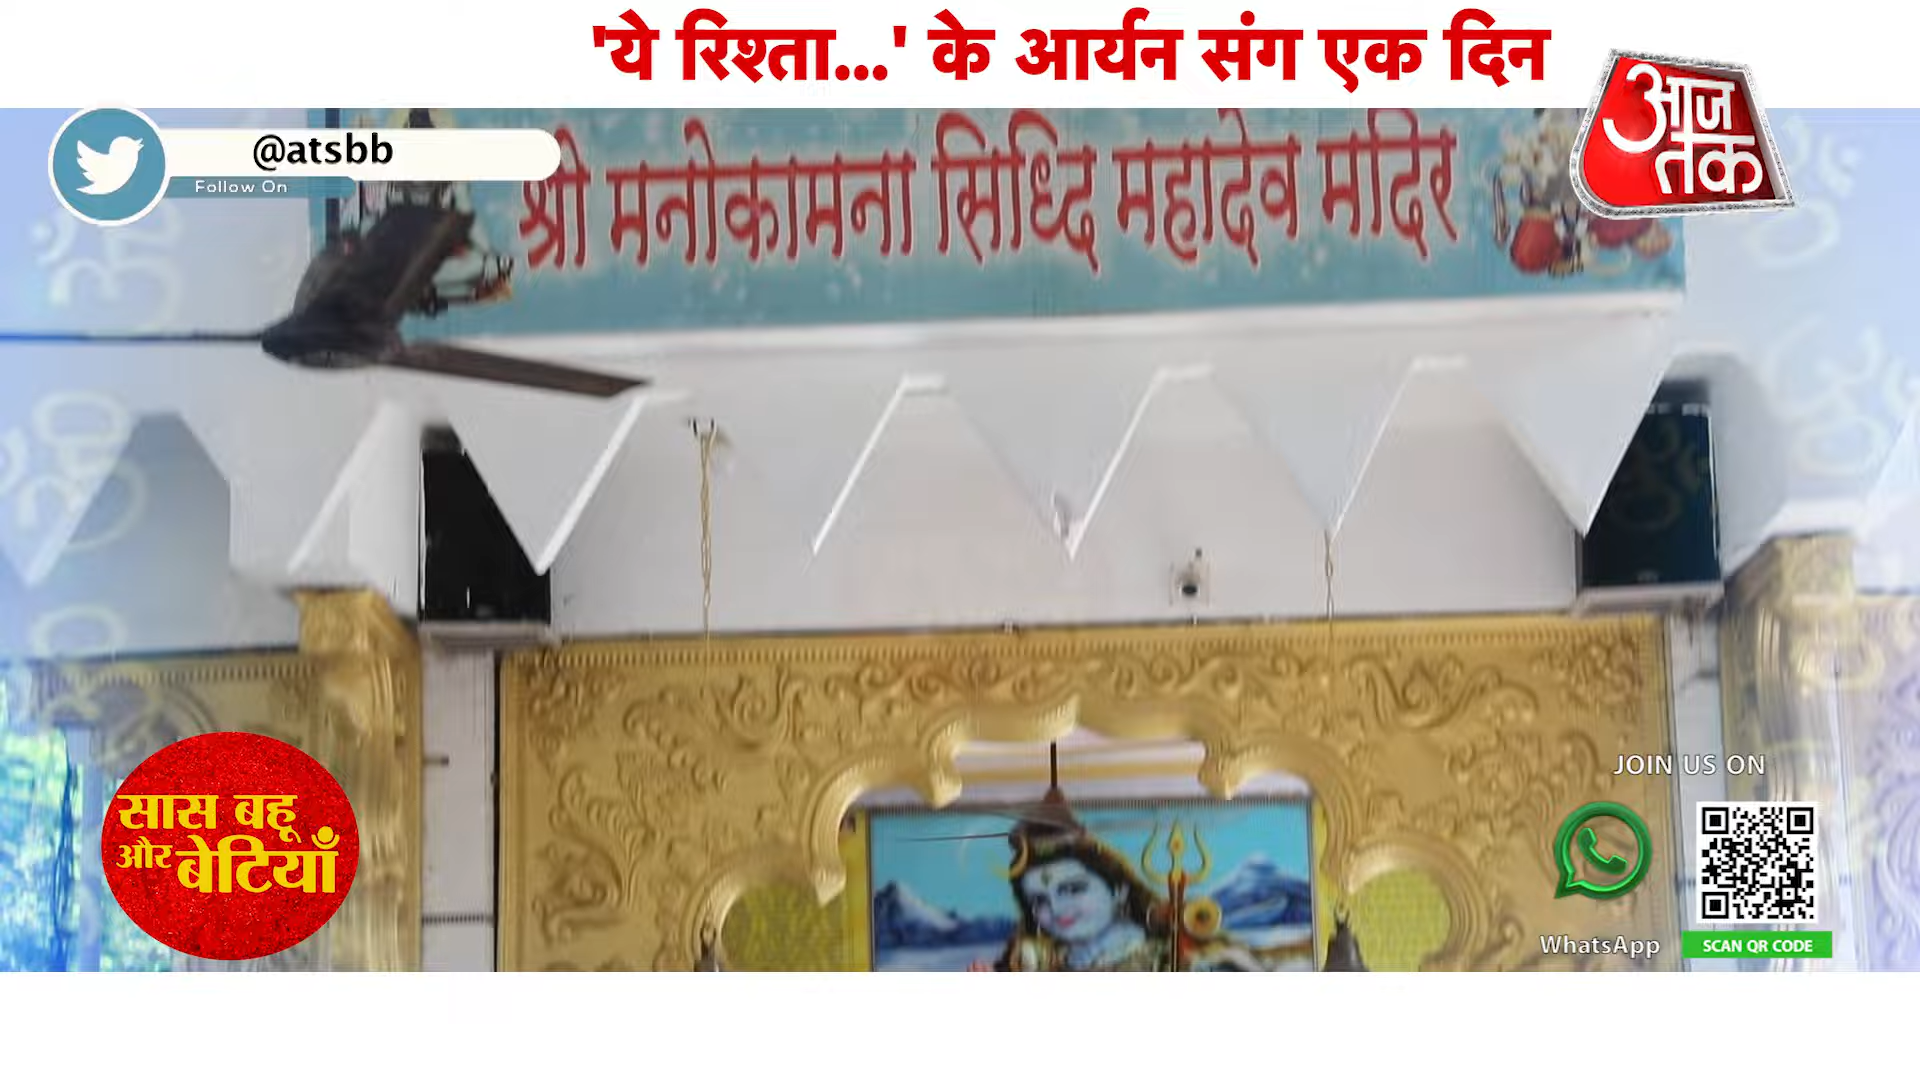 'ये रिश्ता...' के आर्यन संग एक दिन
आज
तक
@atsbb
Follow On
श्री मनोकामना सिध्दि महादेव मदिर
सास बहू
और बेटियाँ
JOIN US ON
WhatsApp
SCAN QR CODE